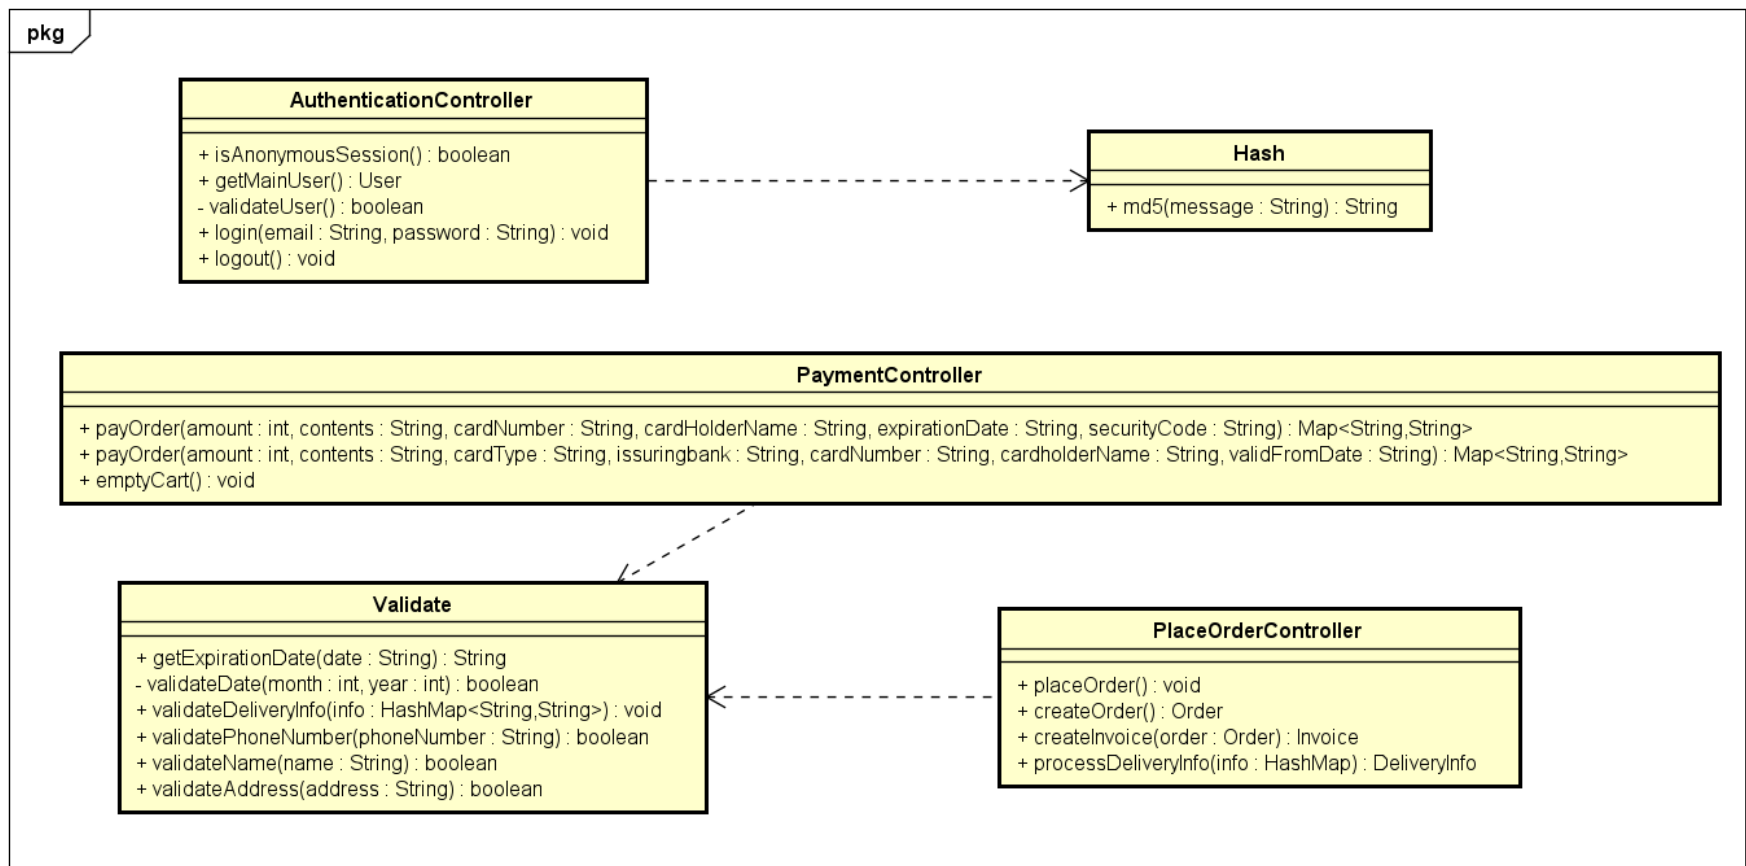 pkg
AuthenticationController
+ isAnonymousSession() : boolean
+ getMainUser() : User
- validateUser() : boolean
+ login(email : String, password : String) : void
+ logout() : void
Hash
+ md5(message : String) : String
PaymentController
+ payOrder(amount : int, contents : String, cardNumber : String, cardHolderName : String, expirationDate : String, securityCode : String) : Map<String,String>
+ payOrder(amount : int, contents : String, cardType : String, issuringbank : String, cardNumber : String, cardholderName : String, validFromDate : String) : Map<String,String>
+ emptyCart() : void
Validate
+ getExpirationDate(date : String) : String
- validateDate(month : int, year : int) : boolean
+ validateDeliveryInfo(info : HashMap<String,String>) : void
+ validatePhoneNumber(phoneNumber : String) : boolean
+ validateName(name : String) : boolean
+ validateAddress(address : String) : boolean
PlaceOrderController
+ placeOrder() : void
+ createOrder() : Order
+ createInvoice(order : Order) : Invoice
+ processDeliveryInfo(info : HashMap) : DeliveryInfo